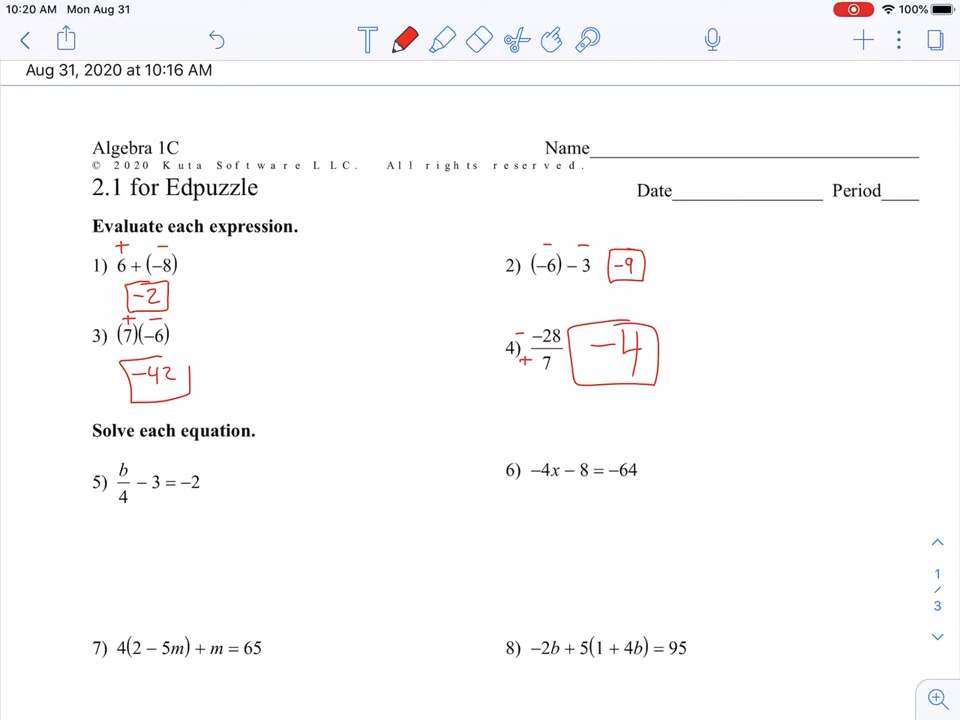 10:20 AM Mon Aug 31 100%
Aug 31, 2020 at 10:16 AM
Algebra 1C Name
© 2020 Kuta Software LLC. All rights reserved.
2.1 for Edpuzzle Date Period
Evaluate each expression.
+ −
1) 6 + (−8)
−2
− −
2) (−6) − 3 −9
+ −
3) (7)(−6)
−42
4) −28/7 −4
− +
Solve each equation.
5) b/4 − 3 = −2
6) −4x − 8 = −64
7) 4(2 − 5m) + m = 65
8) −2b + 5(1 + 4b) = 95
1
/
3